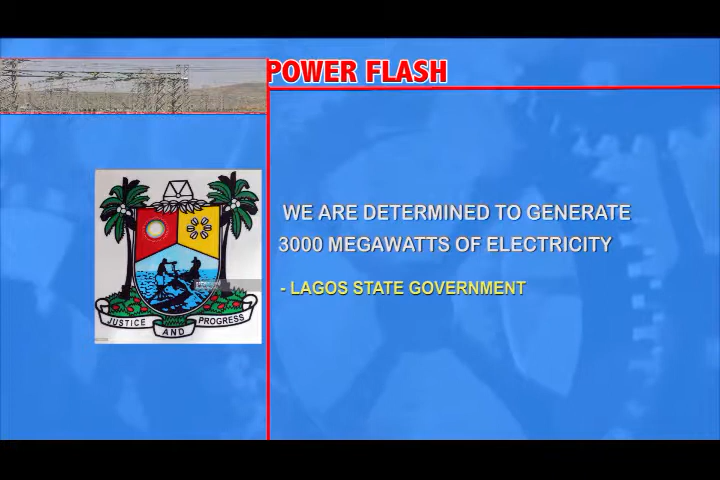 POWER FLASH
WE ARE DETERMINED TO GENERATE
3000 MEGAWATTS OF ELECTRICITY
- LAGOS STATE GOVERNMENT
JUSTICE AND PROGRESS